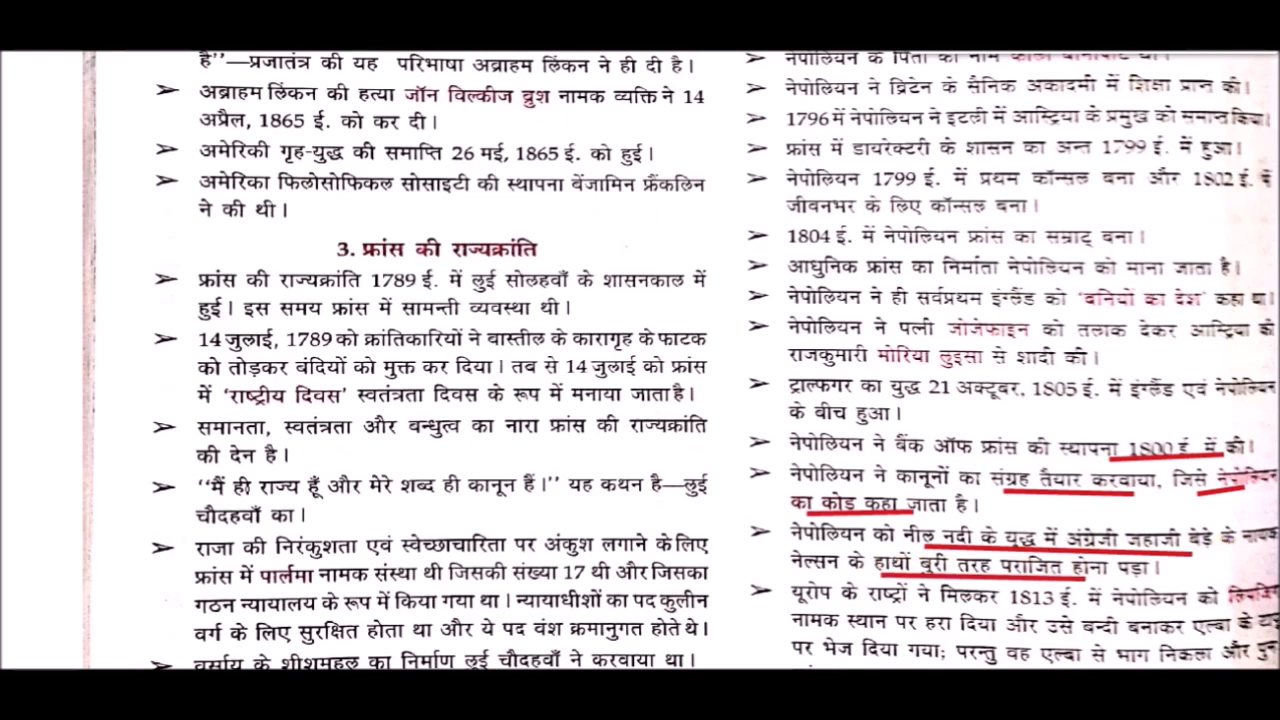 है''—प्रजातंत्र की यह परिभाषा अब्राहम लिंकन ने ही दी है।
➢ अब्राहम लिंकन की हत्या जॉन विल्कीज ब्रुश नामक व्यक्ति ने 14
अप्रैल, 1865 ई. को कर दी।
➢ अमेरिकी गृह-युद्ध की समाप्ति 26 मई, 1865 ई. को हुई।
➢ अमेरिका फिलोसोफिकल सोसाइटी की स्थापना बेंजामिन फ्रैंकलिन
ने की थी।
3. फ्रांस की राज्यक्रांति
➢ फ्रांस की राज्यक्रांति 1789 ई. में लुई सोलहवाँ के शासनकाल में
हुई। इस समय फ्रांस में सामन्ती व्यवस्था थी।
➢ 14 जुलाई, 1789 को क्रांतिकारियों ने बास्तील के कारागृह के फाटक
को तोड़कर बंदियों को मुक्त कर दिया। तब से 14 जुलाई को फ्रांस
में 'राष्ट्रीय दिवस' स्वतंत्रता दिवस के रूप में मनाया जाता है।
➢ समानता, स्वतंत्रता और बन्धुत्व का नारा फ्रांस की राज्यक्रांति
की देन है।
➢ ''मैं ही राज्य हूँ और मेरे शब्द ही कानून हैं।'' यह कथन है—लुई
चौदहवाँ का।
➢ राजा की निरंकुशता एवं स्वेच्छाचारिता पर अंकुश लगाने के लिए
फ्रांस में पार्लमा नामक संस्था थी जिसकी संख्या 17 थी और जिसका
गठन न्यायालय के रूप में किया गया था। न्यायाधीशों का पद कुलीन
वर्ग के लिए सुरक्षित होता था और ये पद वंश क्रमानुगत होते थे।
➢ वर्साय के शीशमहल का निर्माण लुई चौदहवाँ ने करवाया था।
➢ नेपोलियन के पिता का नाम था।
➢ नेपोलियन ने ब्रिटेन के सैनिक अकादमी में शिक्षा प्राप्त की।
➢ 1796 में नेपोलियन ने इटली में आस्ट्रिया के प्रमुख को समाप्त किया।
➢ फ्रांस में डायरेक्टरी के शासन का अन्त 1799 ई. में हुआ।
➢ नेपोलियन 1799 ई. में प्रथम कॉन्सल बना और 1802 ई. में
जीवनभर के लिए कॉन्सल बना।
➢ 1804 ई. में नेपोलियन फ्रांस का सम्राट् बना।
➢ आधुनिक फ्रांस का निर्माता नेपोलियन को माना जाता है।
➢ नेपोलियन ने ही सर्वप्रथम इंग्लैंड को 'बनियों का देश' कहा था।
➢ नेपोलियन ने पत्नी जोजेफाइन को तलाक देकर आस्ट्रिया की
राजकुमारी मोरिया लुइसा से शादी की।
➢ ट्राल्फगर का युद्ध 21 अक्टूबर, 1805 ई. में इंग्लैंड एवं नेपोलियन
के बीच हुआ।
➢ नेपोलियन ने बैंक ऑफ फ्रांस की स्थापना 1800 ई. में की।
➢ नेपोलियन ने कानूनों का संग्रह तैयार करवाया, जिसे नेपोलियन
का कोड कहा जाता है।
➢ नेपोलियन को नील नदी के युद्ध में अंग्रेजी जहाजी बेड़े के नायक
नेल्सन के हाथों बुरी तरह पराजित होना पड़ा।
➢ यूरोप के राष्ट्रों ने मिलकर 1813 ई. में नेपोलियन को
नामक स्थान पर हरा दिया और उसे बन्दी बनाकर एल्बा के
पर भेज दिया गया; परन्तु वह एल्बा से भाग निकला और